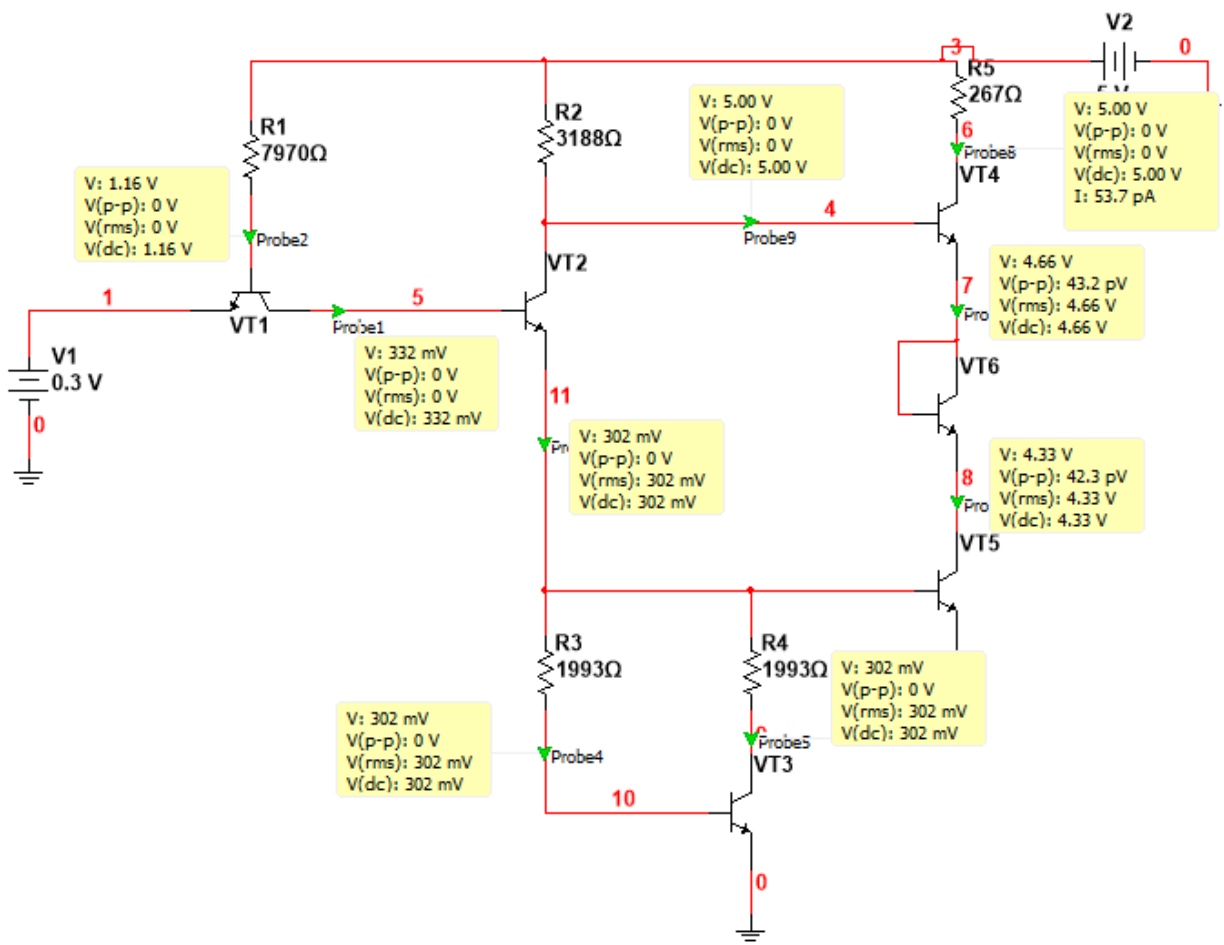 V2
0
3
R5
267Ω
5 V
R1
7970Ω
R2
3188Ω
V: 5.00 V
V(p-p): 0 V
V(rms): 0 V
V(dc): 5.00 V
Probe9
4
6
Probe8
VT4
V: 5.00 V
V(p-p): 0 V
V(rms): 0 V
V(dc): 5.00 V
I: 53.7 pA
V: 1.16 V
V(p-p): 0 V
V(rms): 0 V
V(dc): 1.16 V
Probe2
VT2
1
VT1
5
Probe1
V: 332 mV
V(p-p): 0 V
V(rms): 0 V
V(dc): 332 mV
7
Pro
V: 4.66 V
V(p-p): 43.2 pV
V(rms): 4.66 V
V(dc): 4.66 V
V1
0.3 V
0
VT6
11
Pr
V: 302 mV
V(p-p): 0 V
V(rms): 302 mV
V(dc): 302 mV
8
Pro
V: 4.33 V
V(p-p): 42.3 pV
V(rms): 4.33 V
V(dc): 4.33 V
VT5
R3
1993Ω
R4
1993Ω
V: 302 mV
V(p-p): 0 V
V(rms): 302 mV
V(dc): 302 mV
V: 302 mV
V(p-p): 0 V
V(rms): 302 mV
V(dc): 302 mV
Probe4
Probe5
VT3
10
0